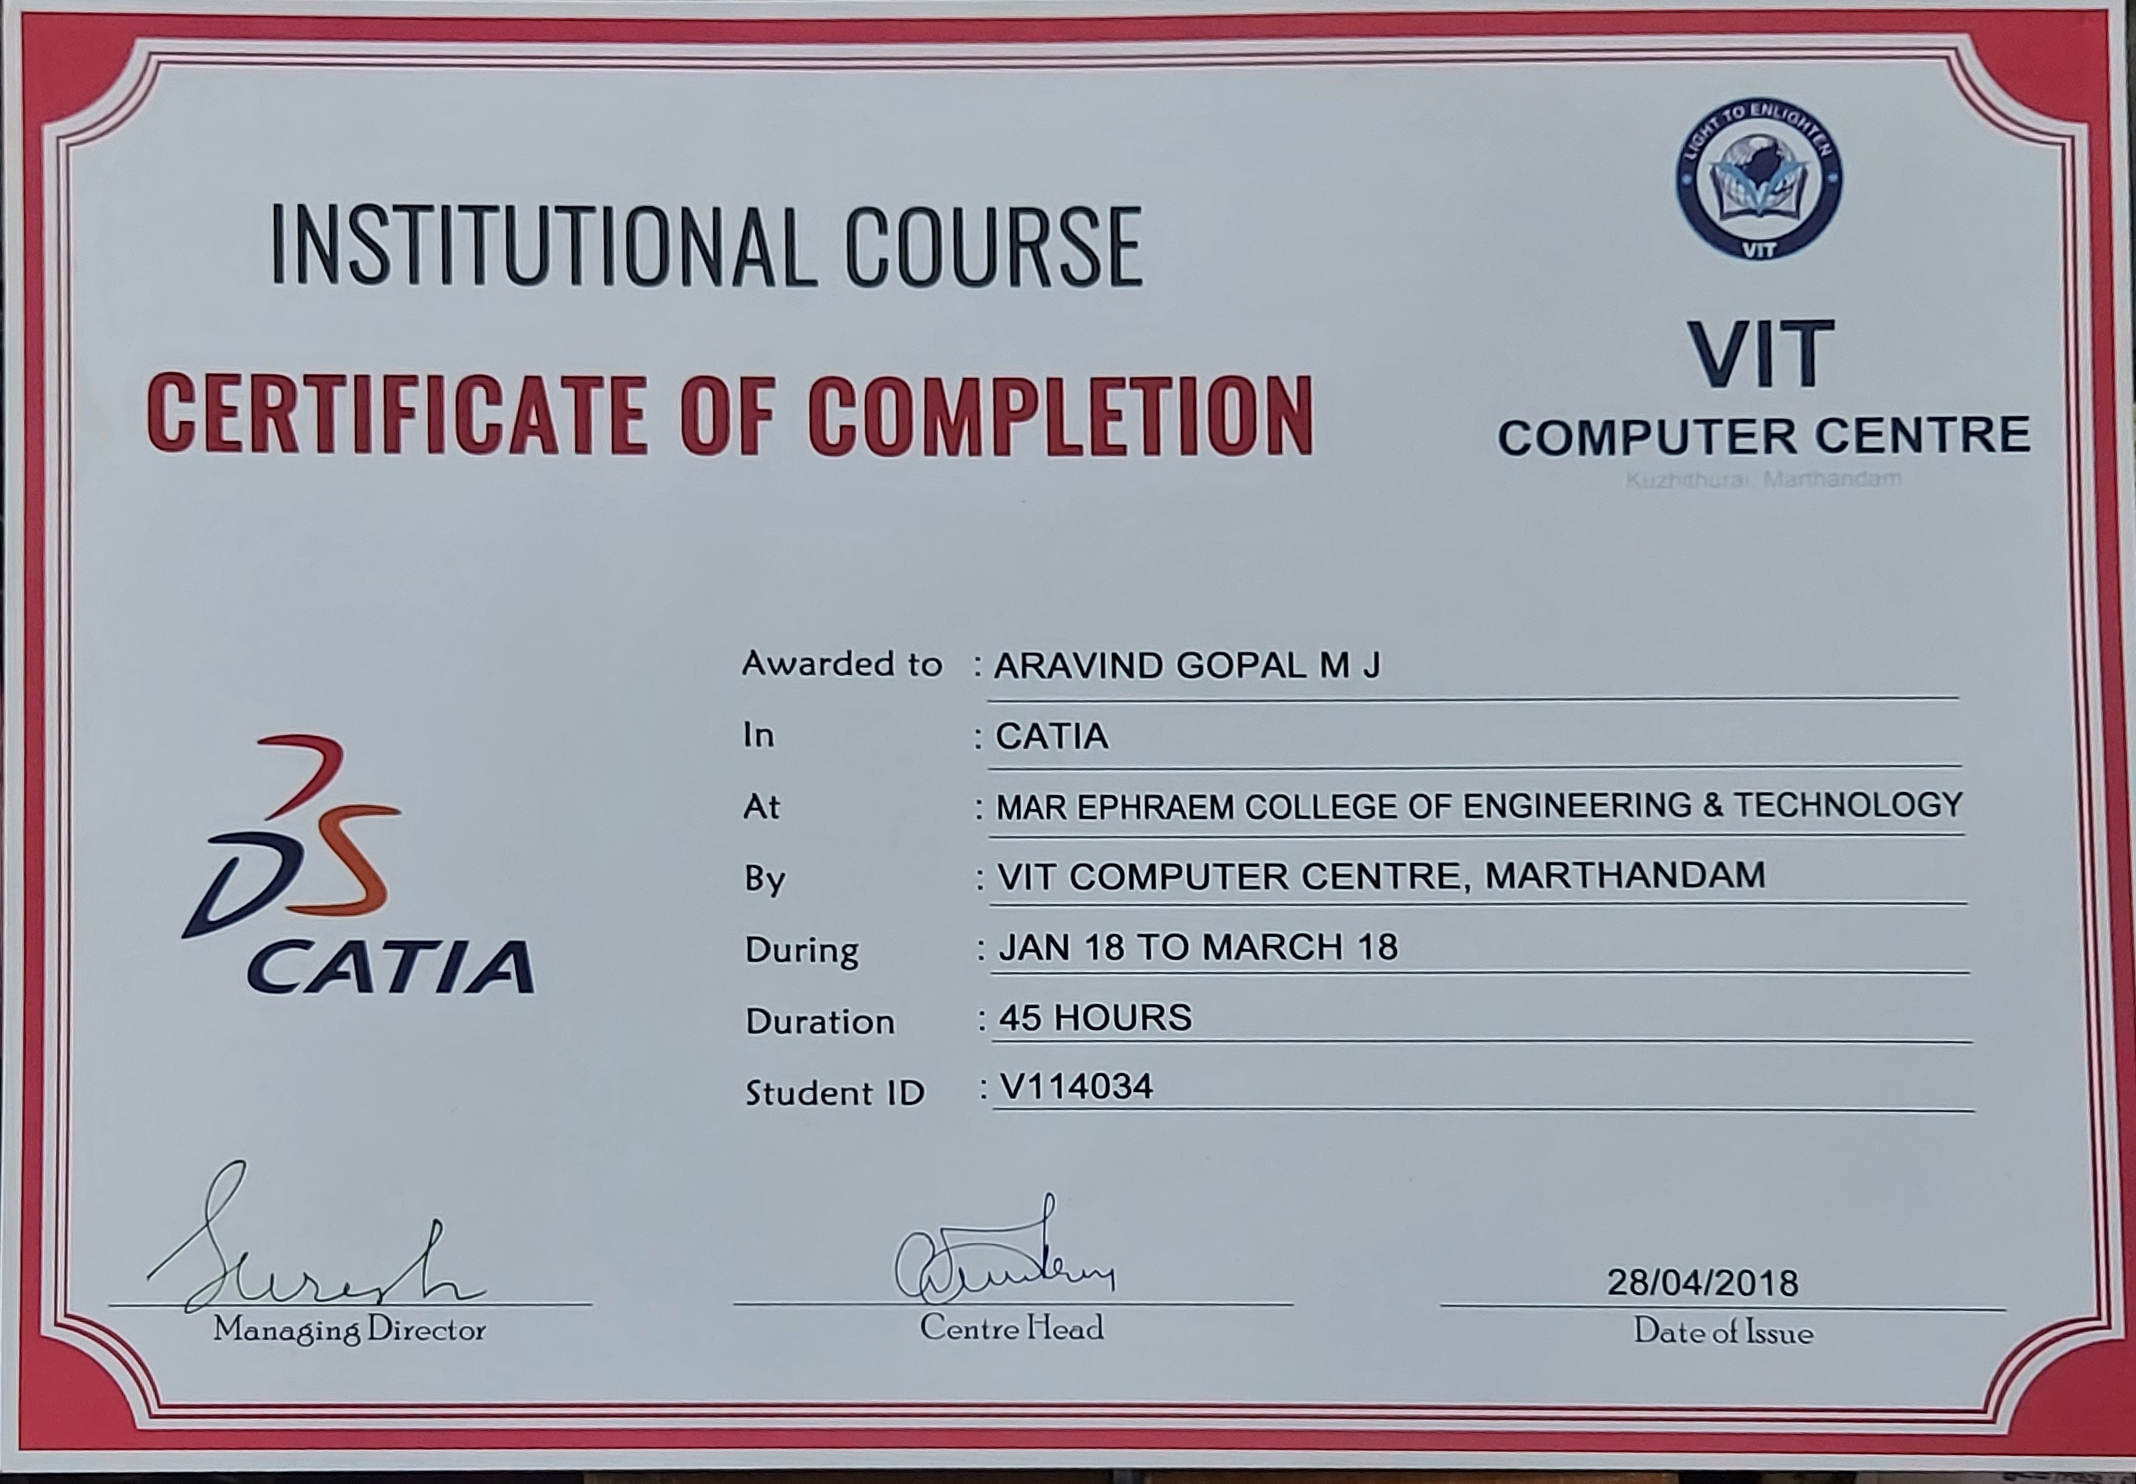 LIGHT TO ENLIGHTEN
VIT
INSTITUTIONAL COURSE
CERTIFICATE OF COMPLETION
VIT
COMPUTER CENTRE
Kuzhithurai, Marthandam
Awarded to : ARAVIND GOPAL M J
In : CATIA
At : MAR EPHRAEM COLLEGE OF ENGINEERING & TECHNOLOGY
By : VIT COMPUTER CENTRE, MARTHANDAM
During : JAN 18 TO MARCH 18
Duration : 45 HOURS
Student ID : V114034
DS
CATIA
Suresh
Managing Director
Centre Head
28/04/2018
Date of Issue